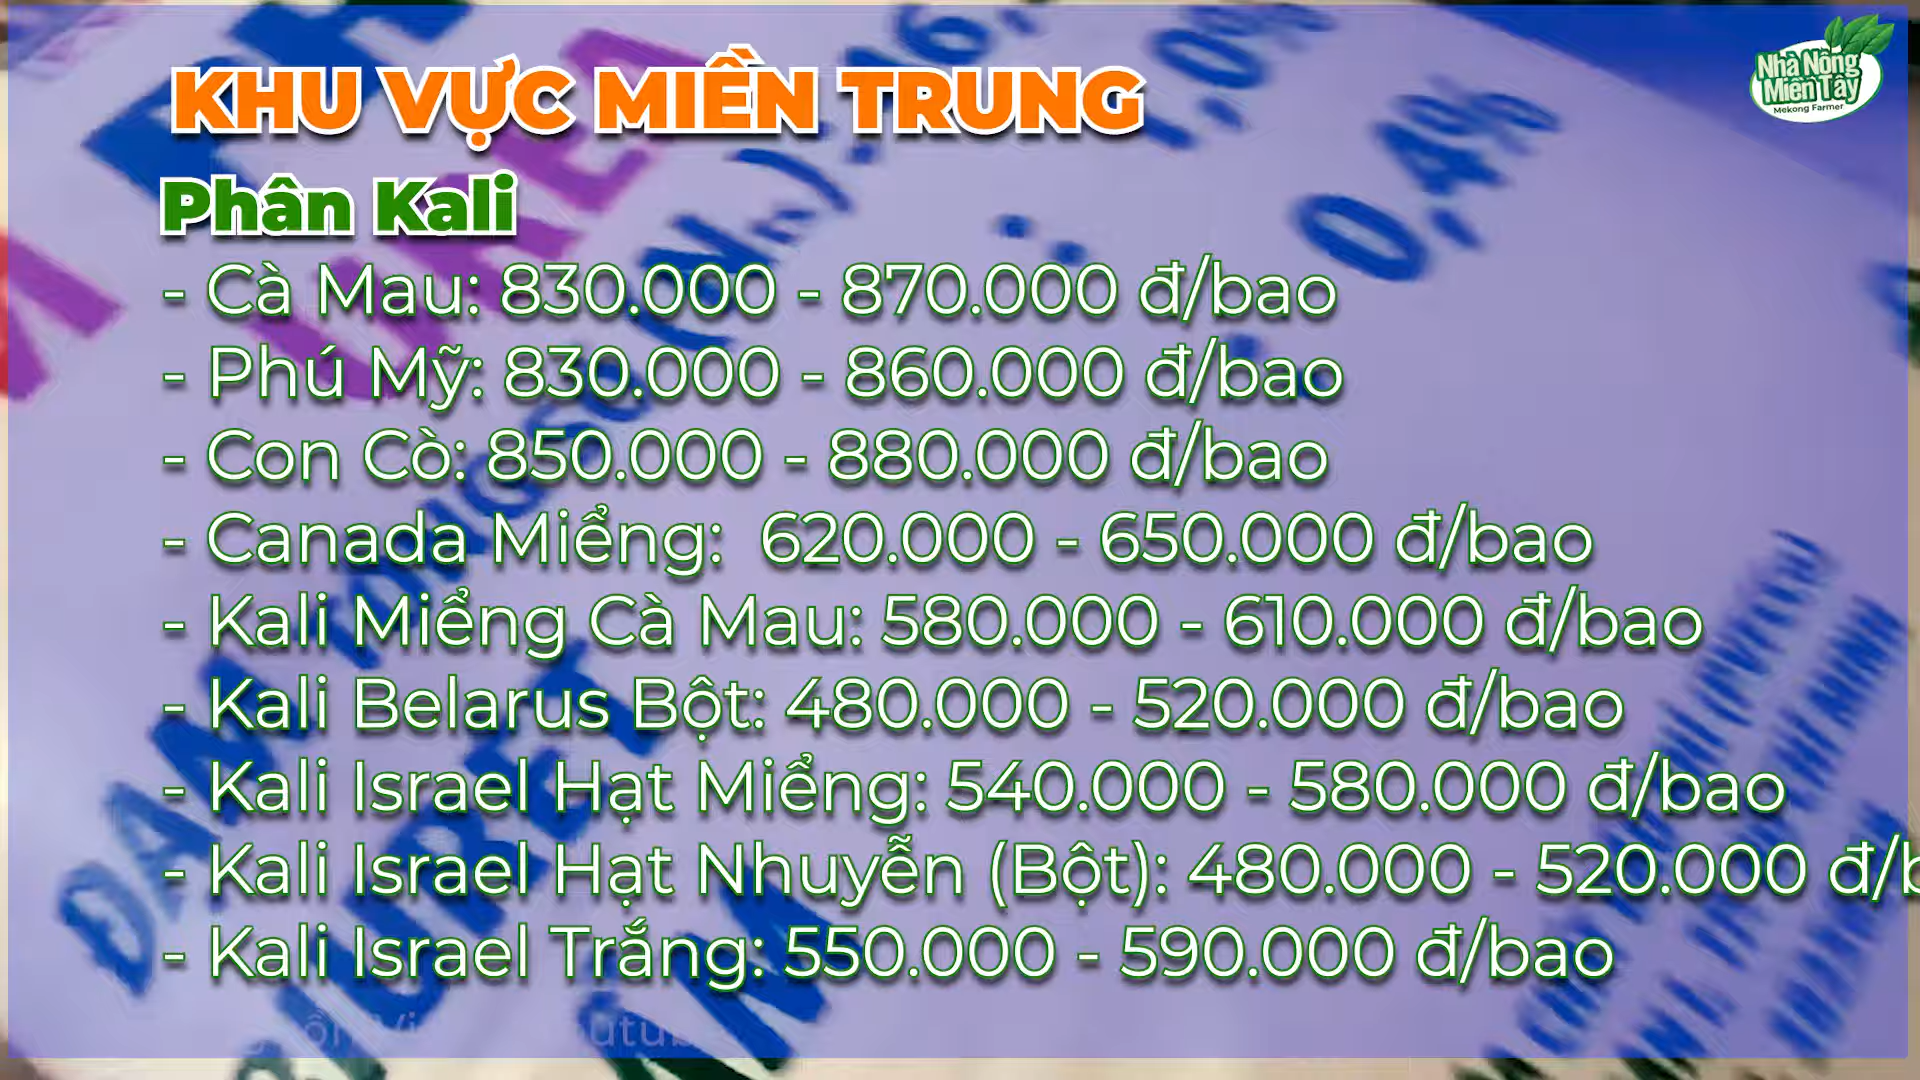 KHU VỰC MIỀN TRUNG
Nhà Nông
Miền Tây
Mekong Farmer
Phân Kali
- Cà Mau: 830.000 - 870.000 đ/bao
- Phú Mỹ: 830.000 - 860.000 đ/bao
- Con Cò: 850.000 - 880.000 đ/bao
- Canada Miểng: 620.000 - 650.000 đ/bao
- Kali Miểng Cà Mau: 580.000 - 610.000 đ/bao
- Kali Belarus Bột: 480.000 - 520.000 đ/bao
- Kali Israel Hạt Miểng: 540.000 - 580.000 đ/bao
- Kali Israel Hạt Nhuyễn (Bột): 480.000 - 520.000 đ/b
- Kali Israel Trắng: 550.000 - 590.000 đ/bao
0,4%
ĐẠM